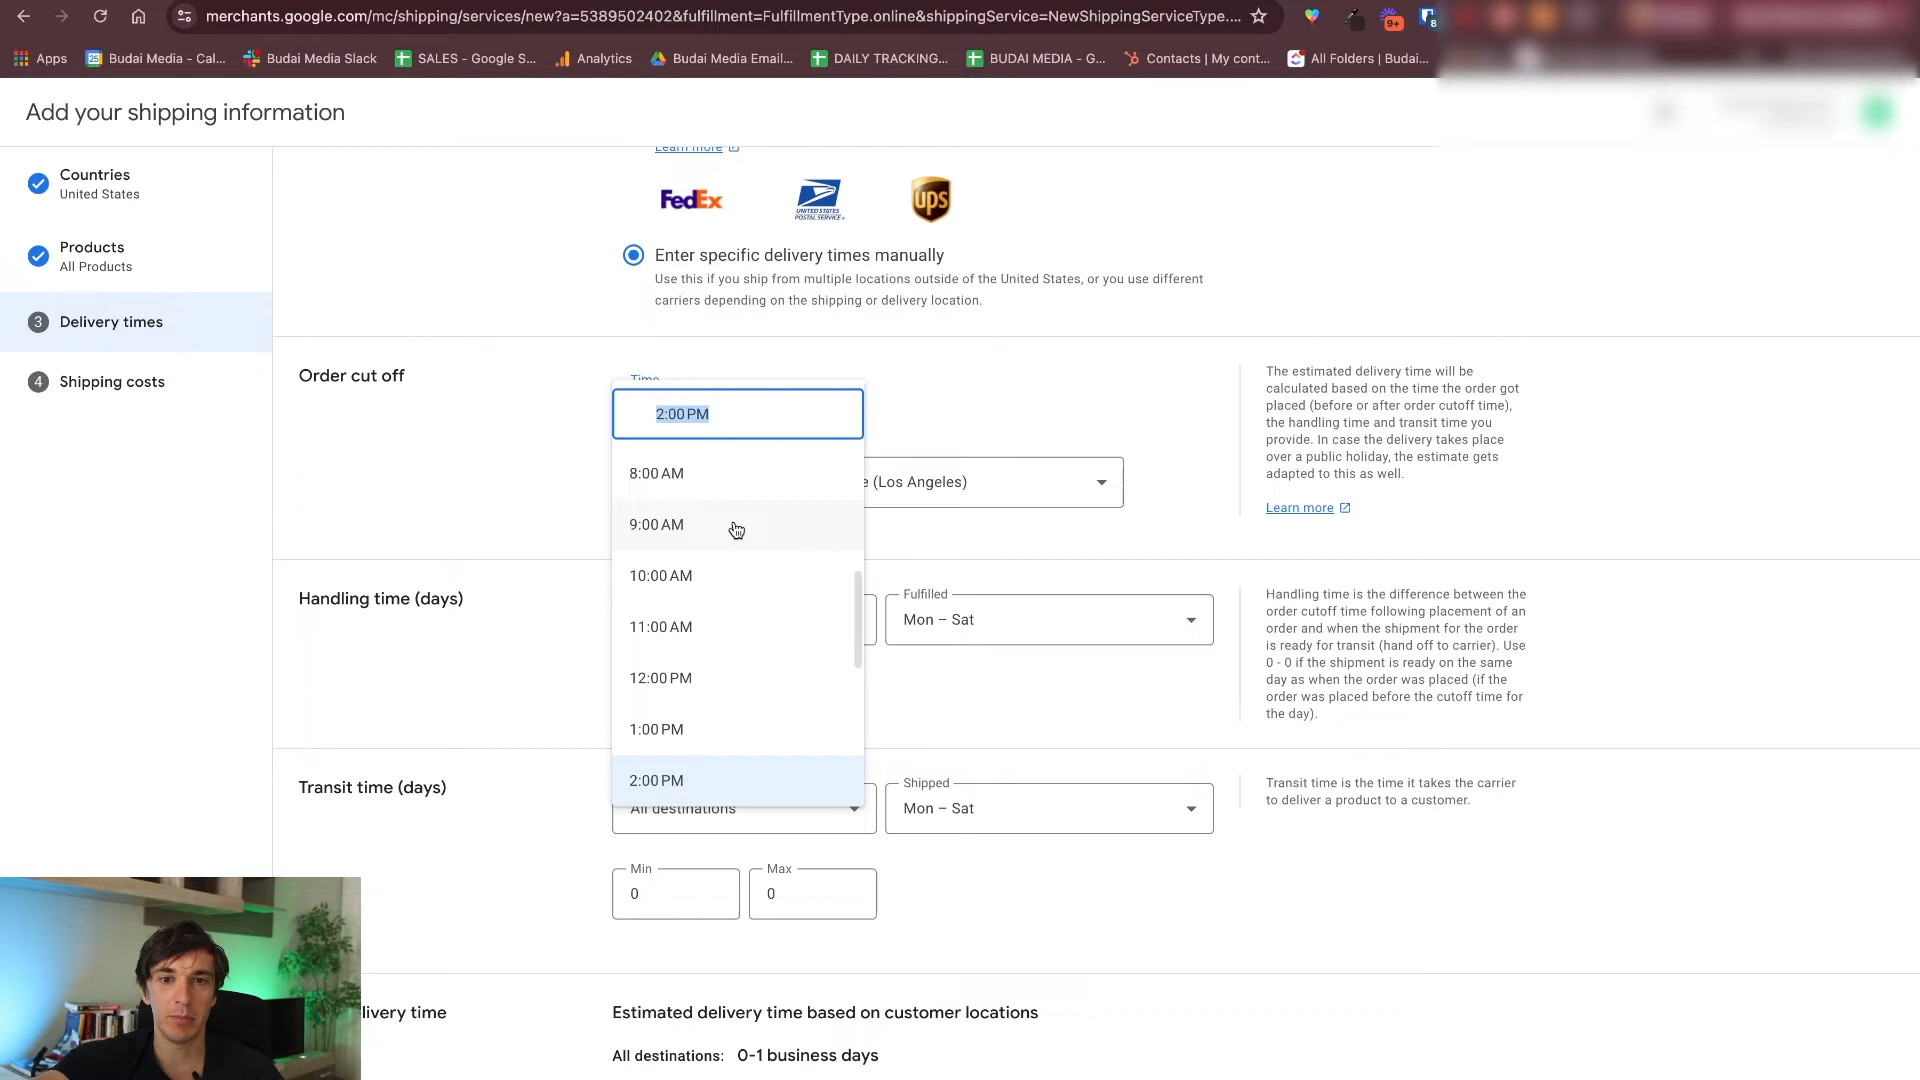 merchants.google.com/mc/shipping/services/new?a=5389502402&fulfillment=FulfillmentType.online&shippingService=NewShippingServiceType....
9+
8
Apps
25
Budai Media - Cal...
Budai Media Slack
SALES - Google S...
Analytics
Budai Media Email...
DAILY TRACKING...
BUDAI MEDIA - G...
Contacts | My cont...
All Folders | Budai...
Add your shipping information
Countries
United States
Products
All Products
3
Delivery times
4
Shipping costs
Learn more
FedEx
UNITED STATES
POSTAL SERVICE
ups
Enter specific delivery times manually
Use this if you ship from multiple locations outside of the United States, or you use different
carriers depending on the shipping or delivery location.
Order cut off
Time
2:00 PM
8:00 AM
9:00 AM
10:00 AM
11:00 AM
12:00 PM
1:00 PM
2:00 PM
e (Los Angeles)
The estimated delivery time will be
calculated based on the time the order got
placed (before or after order cutoff time),
the handling time and transit time you
provide. In case the delivery takes place
over a public holiday, the estimate gets
adapted to this as well.
Learn more
Handling time (days)
Fulfilled
Mon – Sat
Handling time is the difference between the
order cutoff time following placement of an
order and when the shipment for the order
is ready for transit (hand off to carrier). Use
0 - 0 if the shipment is ready on the same
day as when the order was placed (if the
order was placed before the cutoff time for
the day).
Transit time (days)
All destinations
Shipped
Mon – Sat
Transit time is the time it takes the carrier
to deliver a product to a customer.
Min
0
Max
0
livery time
Estimated delivery time based on customer locations
All destinations: 0-1 business days